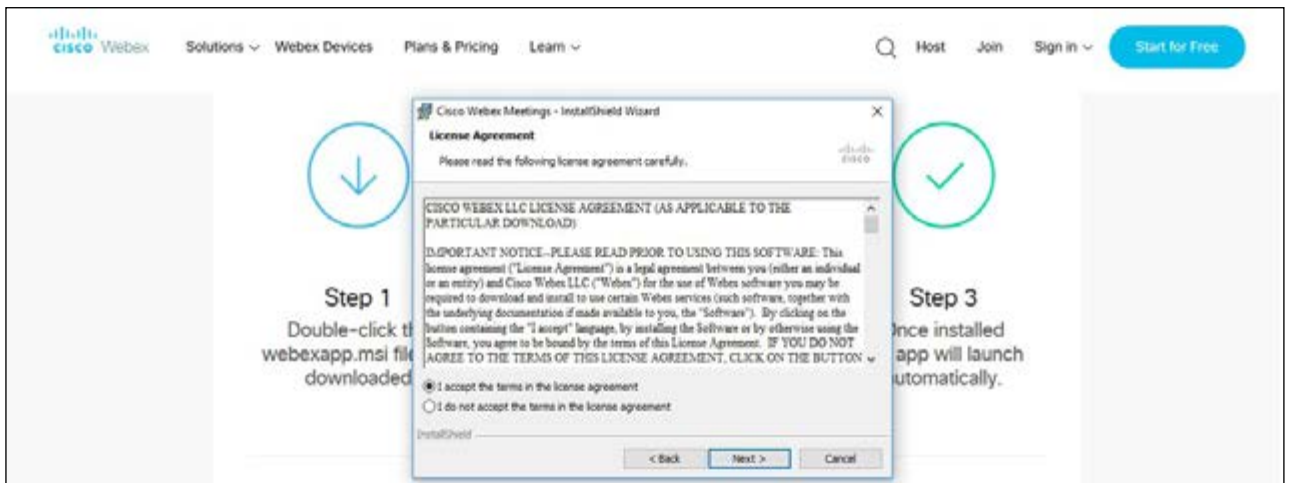 CISCO Webex Solutions Webex Devices Plans & Pricing Learn Host Join Sign in Start for Free
Cisco Webex Meetings - InstallShield Wizard
License Agreement
Please read the following license agreement carefully.
CISCO
CISCO WEBEX LLC LICENSE AGREEMENT (AS APPLICABLE TO THE
PARTICULAR DOWNLOAD)
IMPORTANT NOTICE--PLEASE READ PRIOR TO USING THIS SOFTWARE: This
license agreement ("License Agreement") is a legal agreement between you (either an individual
or an entity) and Cisco Webex LLC ("Webex") for the use of Webex software you may be
required to download and install to use certain Webex services (such software, together with
the underlying documentation if made available to you, the "Software"). By clicking on the
button containing the "I accept" language, by installing the Software or by otherwise using the
Software, you agree to be bound by the terms of this License Agreement. IF YOU DO NOT
AGREE TO THE TERMS OF THIS LICENSE AGREEMENT, CLICK ON THE BUTTON
I accept the terms in the license agreement
I do not accept the terms in the license agreement
InstallShield
< Back Next > Cancel
Step 1
Double-click
webexapp.msi
downloaded
Step 3
installed
app will launch